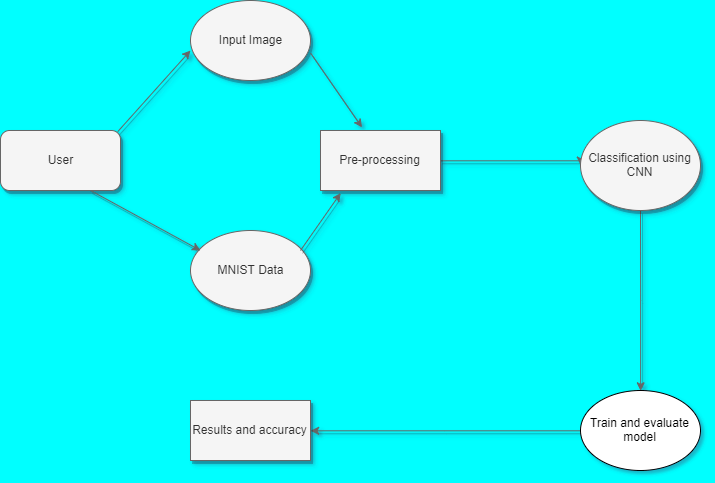 Input Image
User
Pre-processing
Classification using
CNN
MNIST Data
Results and accuracy
Train and evaluate
model